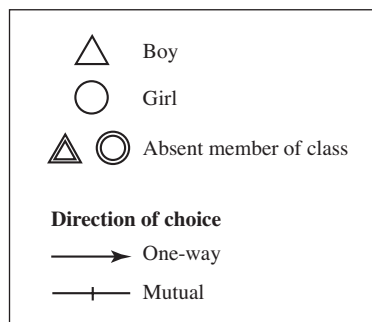 Boy
Girl
Absent member of class
Direction of choice
One-way
Mutual